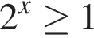 2^x ≥ 1